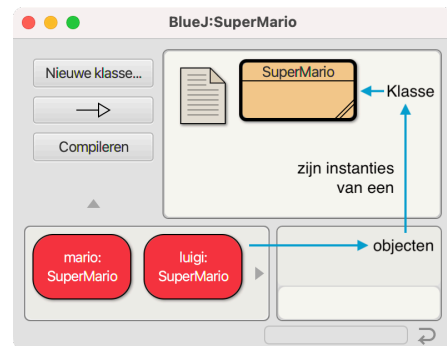 BlueJ:SuperMario
Nieuwe klasse...
Compileren
SuperMario
Klasse
zijn instanties
van een
mario:
SuperMario
luigi:
SuperMario
objecten